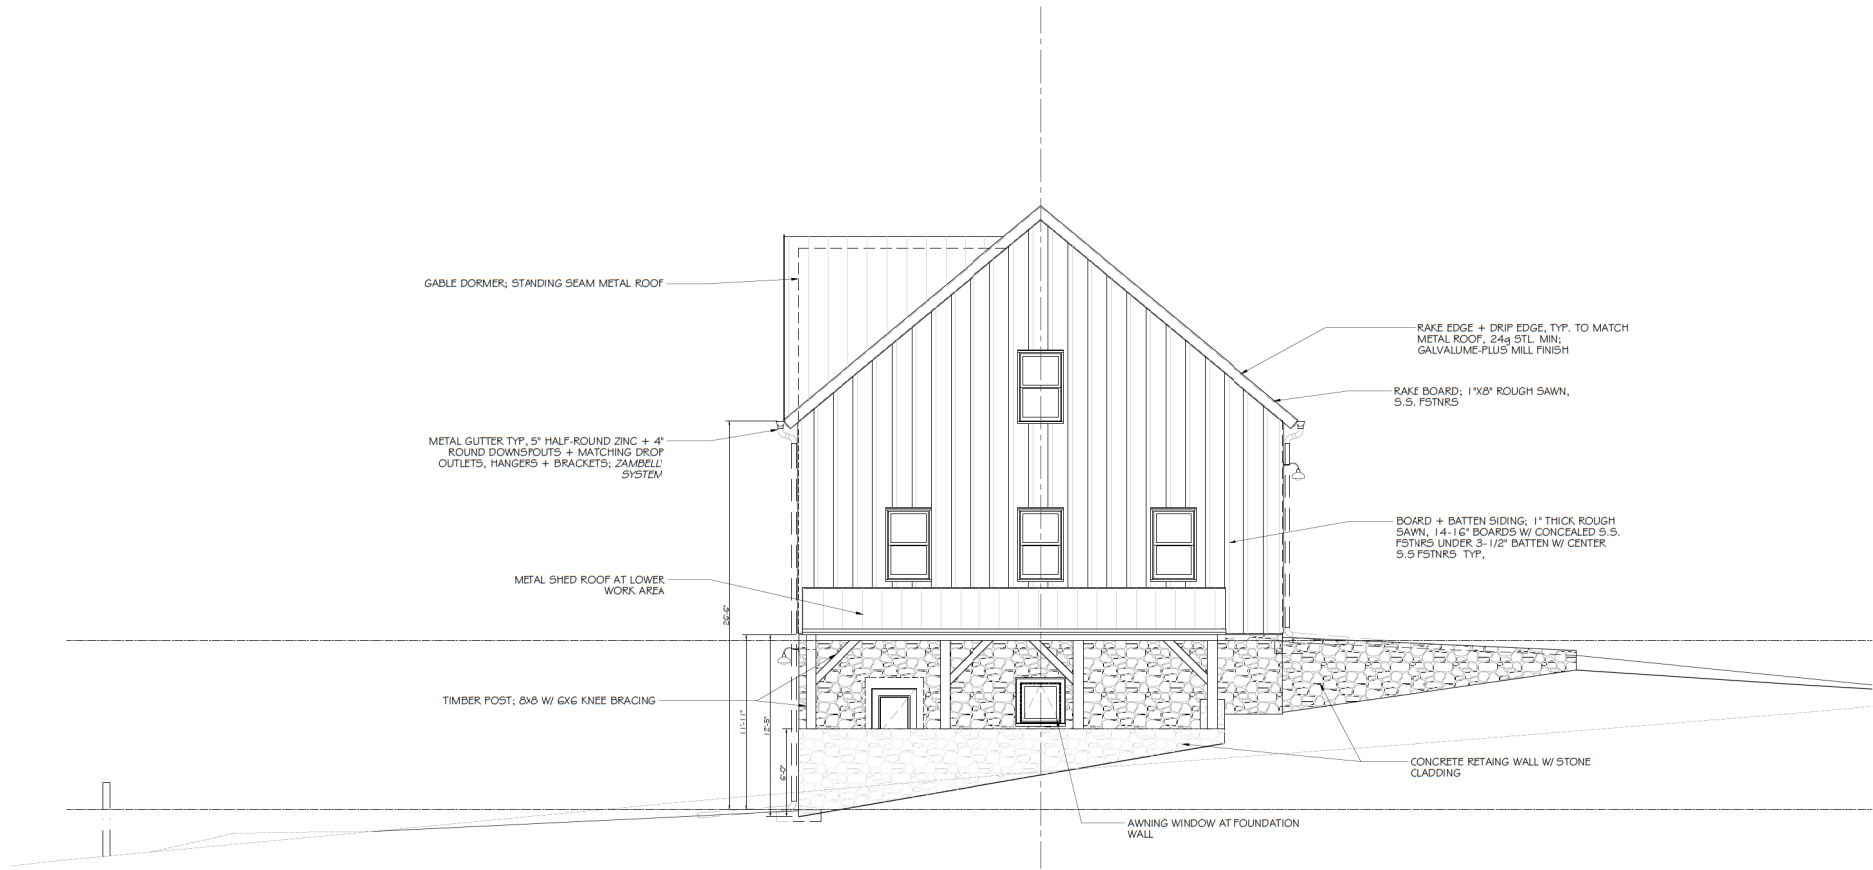 GABLE DORMER; STANDING SEAM METAL ROOF
RAKE EDGE + DRIP EDGE, TYP. TO MATCH
METAL ROOF, 24g STL. MIN;
GALVALUME-PLUS MILL FINISH
RAKE BOARD; 1"X8" ROUGH SAWN,
S.S. FSTNRS
METAL GUTTER TYP, 5" HALF-ROUND ZINC + 4"
ROUND DOWNSPOUTS + MATCHING DROP
OUTLETS, HANGERS + BRACKETS; ZAMBELLI
SYSTEM
BOARD + BATTEN SIDING; 1" THICK ROUGH
SAWN, 14-16" BOARDS W/ CONCEALED S.S.
FSTNRS UNDER 3-1/2" BATTEN W/ CENTER
S.S FSTNRS TYP,
METAL SHED ROOF AT LOWER
WORK AREA
TIMBER POST; 8x8 W/ 6X6 KNEE BRACING
11'-11"
12'-5"
CONCRETE RETAING WALL W/ STONE
CLADDING
AWNING WINDOW AT FOUNDATION
WALL